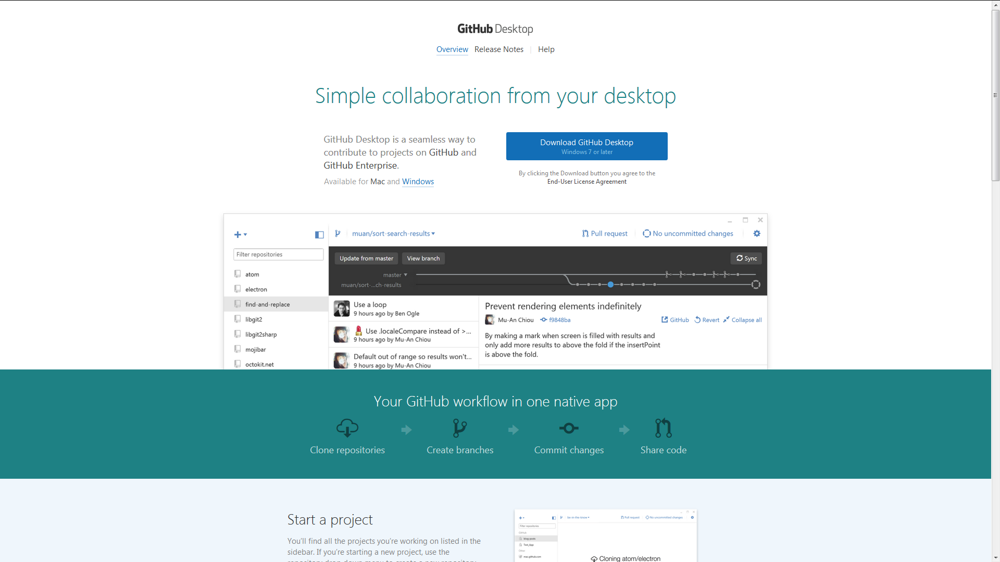 GitHub Desktop
Overview Release Notes Help
Simple collaboration from your desktop
GitHub Desktop is a seamless way to
contribute to projects on GitHub and
GitHub Enterprise.
Available for Mac and Windows
Download GitHub Desktop
Windows 7 or later
By clicking the Download button you agree to the
End-User License Agreement
muan/sort-search-results
Pull request
No uncommitted changes
Filter repositories
atom
electron
find-and-replace
libgit2
libgit2sharp
mojibar
octokit.net
Update from master
View branch
Sync
master
muan/sort-...ch-results
Use a loop
9 hours ago by Ben Ogle
Use .localeCompare instead of >...
9 hours ago by Mu-An Chiou
Default out of range so results won't...
9 hours ago by Mu-An Chiou
Prevent rendering elements indefinitely
Mu-An Chiou f9848ba
GitHub Revert Collapse all
By making a mark when screen is filled with results and
only add more results to above the fold if the insertPoint
is above the fold.
Your GitHub workflow in one native app
Clone repositories
Create branches
Commit changes
Share code
Start a project
You'll find all the projects you're working on listed in the
sidebar. If you're starting a new project, use the
repository drop-down menu to create a new repository
be-in-the-know
Pull request
No uncommitted changes
Filter repositories
GitHub
blog-posts
Test_App
Other
mac.github.com
Cloning atom/electron